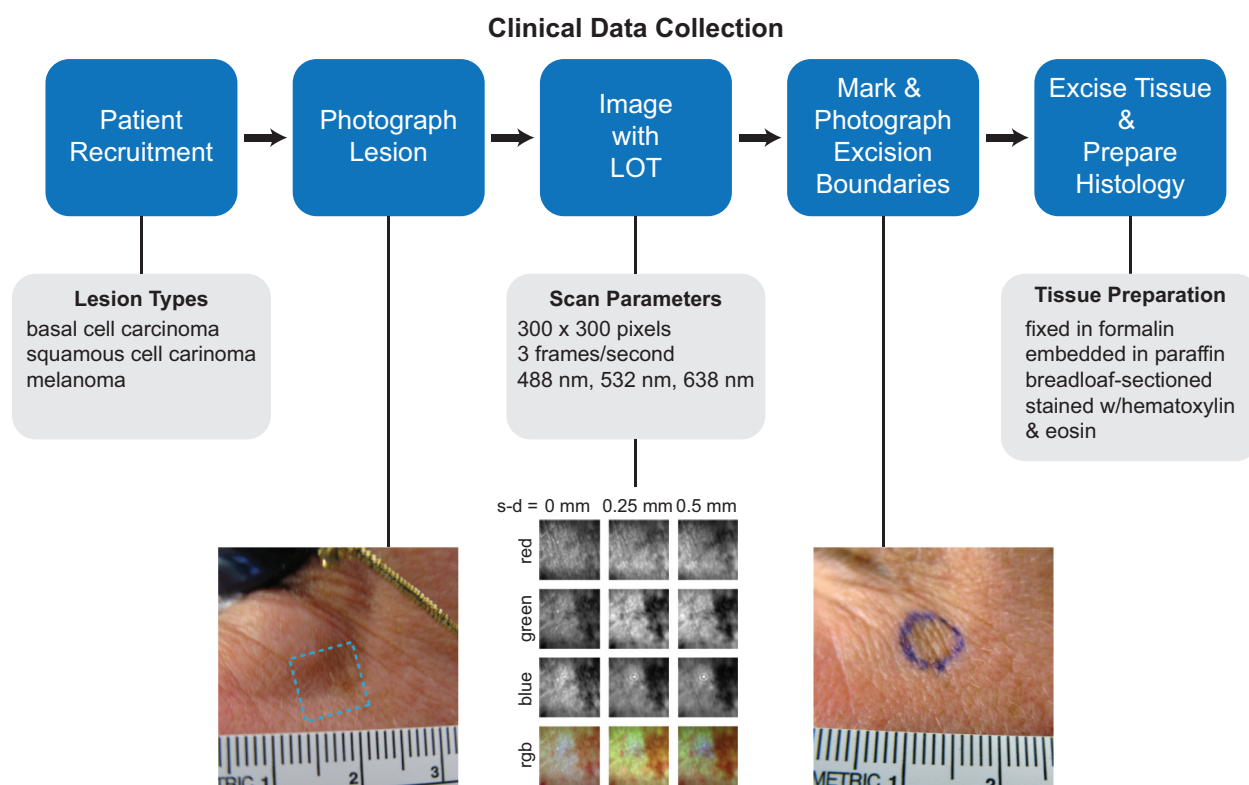 Clinical Data Collection
Patient
Recruitment
Photograph
Lesion
Image
with
LOT
Mark &
Photograph
Excision
Boundaries
Excise Tissue
&
Prepare
Histology
Lesion Types
basal cell carcinoma
squamous cell carinoma
melanoma
Scan Parameters
300 x 300 pixels
3 frames/second
488 nm, 532 nm, 638 nm
Tissue Preparation
fixed in formalin
embedded in paraffin
breadloaf-sectioned
stained w/hematoxylin
& eosin
s-d = 0 mm 0.25 mm 0.5 mm
red
green
blue
rgb
TRIC 1 2 3
METRIC 1 2